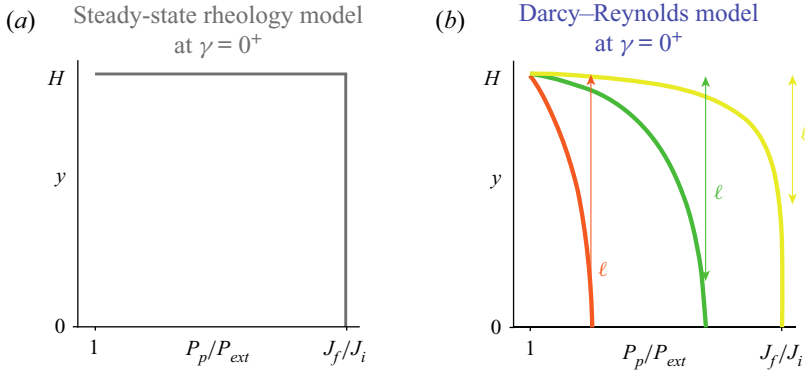 (a)
Steady-state rheology model
at γ = 0⁺
H
y
0
1
P_p/P_ext
J_f/J_i
(b)
Darcy–Reynolds model
at γ = 0⁺
H
y
0
1
P_p/P_ext
J_f/J_i
ℓ
ℓ
ℓ